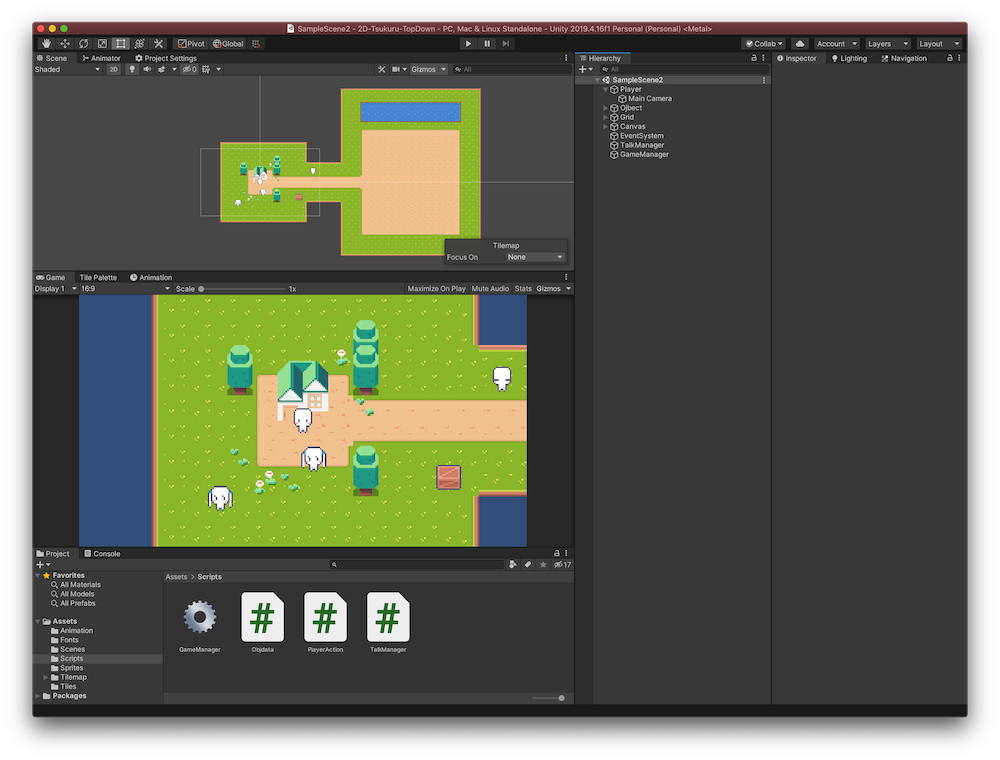 SampleScene2 - 2D-Tsukuru-TopDown - PC, Mac & Linux Standalone - Unity 2019.4.16f1 Personal (Personal) <Metal>
Pivot Global Collab Account Layers Layout
Scene Animator Project Settings
Shaded 2D 0 Gizmos All
Tilemap
Focus On None
Game Tile Palette Animation
Display 1 16:9 Scale 1x Maximize On Play Mute Audio Stats Gizmos
Hierarchy
All
SampleScene2
Player
Main Camera
Ojbect
Grid
Canvas
EventSystem
TalkManager
GameManager
Inspector Lighting Navigation
Project Console
17
Favorites
All Materials
All Models
All Prefabs
Assets
Animation
Fonts
Scenes
Scripts
Sprites
Tilemap
Tiles
Packages
Assets > Scripts
# # #
GameManager Objdata PlayerAction TalkManager